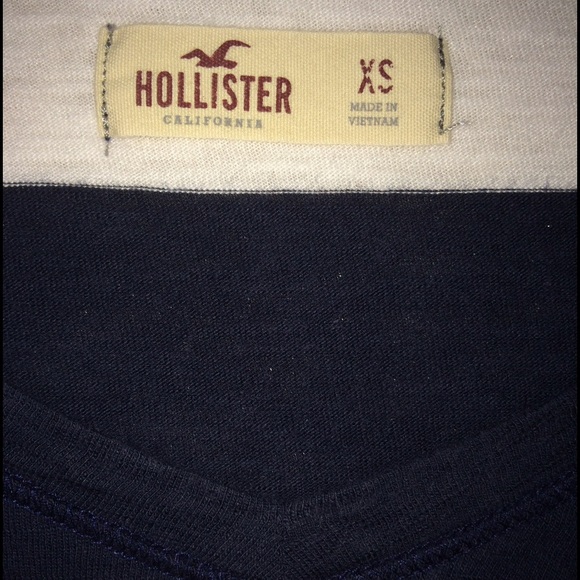 HOLLISTER
CALIFORNIA
XS
MADE IN
VIETNAM